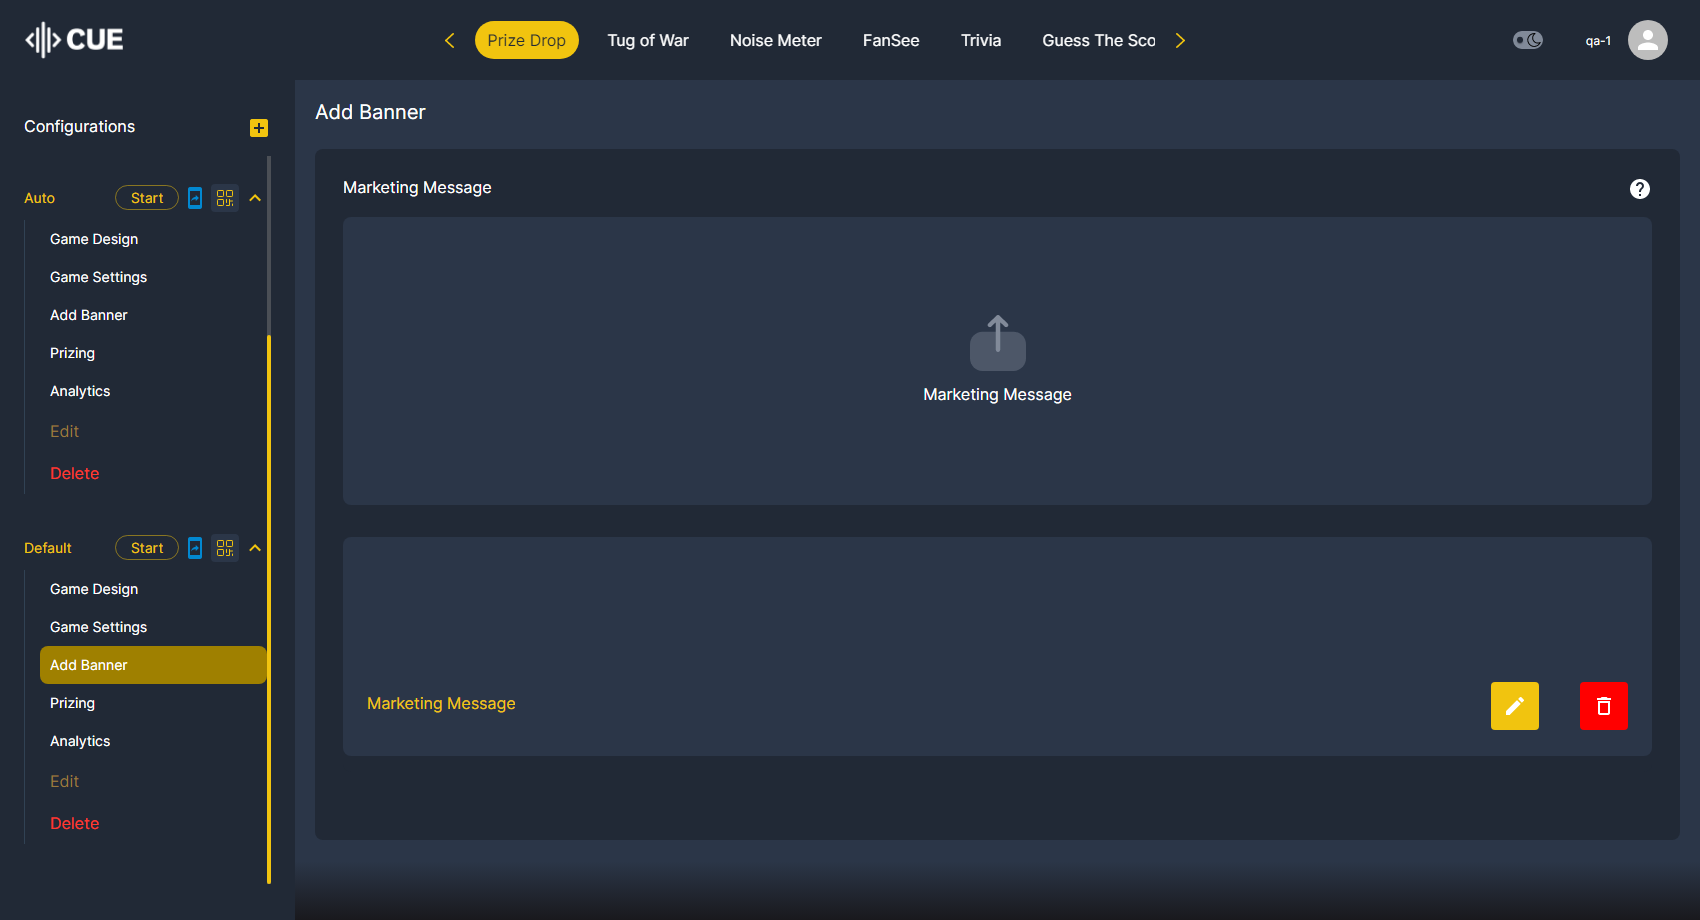 CUE
Prize Drop
Tug of War
Noise Meter
FanSee
Trivia
Guess The Sco
qa-1
Configurations
Auto
Start
Game Design
Game Settings
Add Banner
Prizing
Analytics
Edit
Delete
Default
Start
Game Design
Game Settings
Add Banner
Prizing
Analytics
Edit
Delete
Add Banner
Marketing Message
?
Marketing Message
Marketing Message